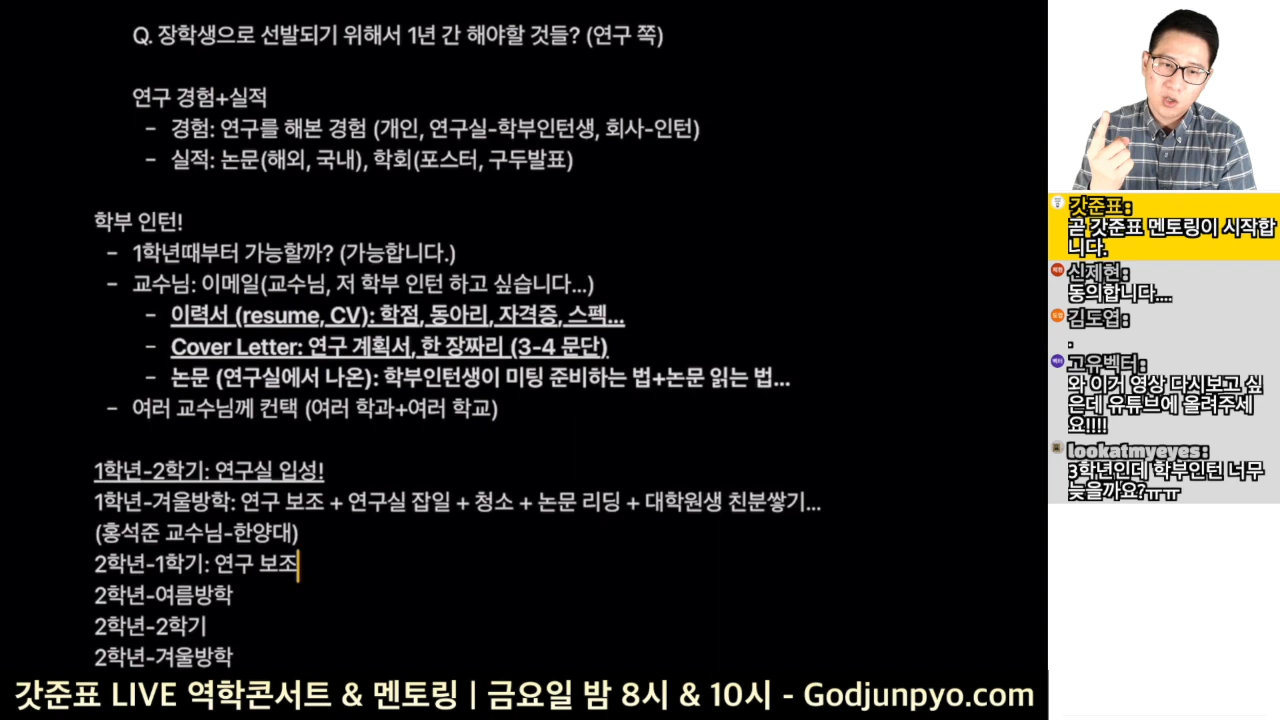 Q. 장학생으로 선발되기 위해서 1년 간 해야할 것들? (연구 쪽)
연구 경험+실적
- 경험: 연구를 해본 경험 (개인, 연구실-학부인턴생, 회사-인턴)
- 실적: 논문(해외, 국내), 학회(포스터, 구두발표)
학부 인턴!
- 1학년때부터 가능할까? (가능합니다.)
- 교수님: 이메일(교수님, 저 학부 인턴 하고 싶습니다...)
- 이력서 (resume, CV): 학점, 동아리, 자격증, 스펙...
- Cover Letter: 연구 계획서, 한 장짜리 (3-4 문단)
- 논문 (연구실에서 나온): 학부인턴생이 미팅 준비하는 법+논문 읽는 법...
- 여러 교수님께 컨택 (여러 학과+여러 학교)
1학년-2학기: 연구실 입성!
1학년-겨울방학: 연구 보조 + 연구실 잡일 + 청소 + 논문 리딩 + 대학원생 친분쌓기...
(홍석준 교수님-한양대)
2학년-1학기: 연구 보조
2학년-여름방학
2학년-2학기
2학년-겨울방학
갓준표 LIVE 역학콘서트 & 멘토링 | 금요일 밤 8시 & 10시 - Godjunpyo.com
갓준표:
곧 갓준표 멘토링이 시작합
니다.
신제현:
동의합니다....
김도엽:
.
고유벡터:
와 이거 영상 다시보고 싶
은데 유튜브에 올려주세
요!!!!
lookatmyeyes:
3학년인데 학부인턴 너무
늦을까요?ㅠㅠ